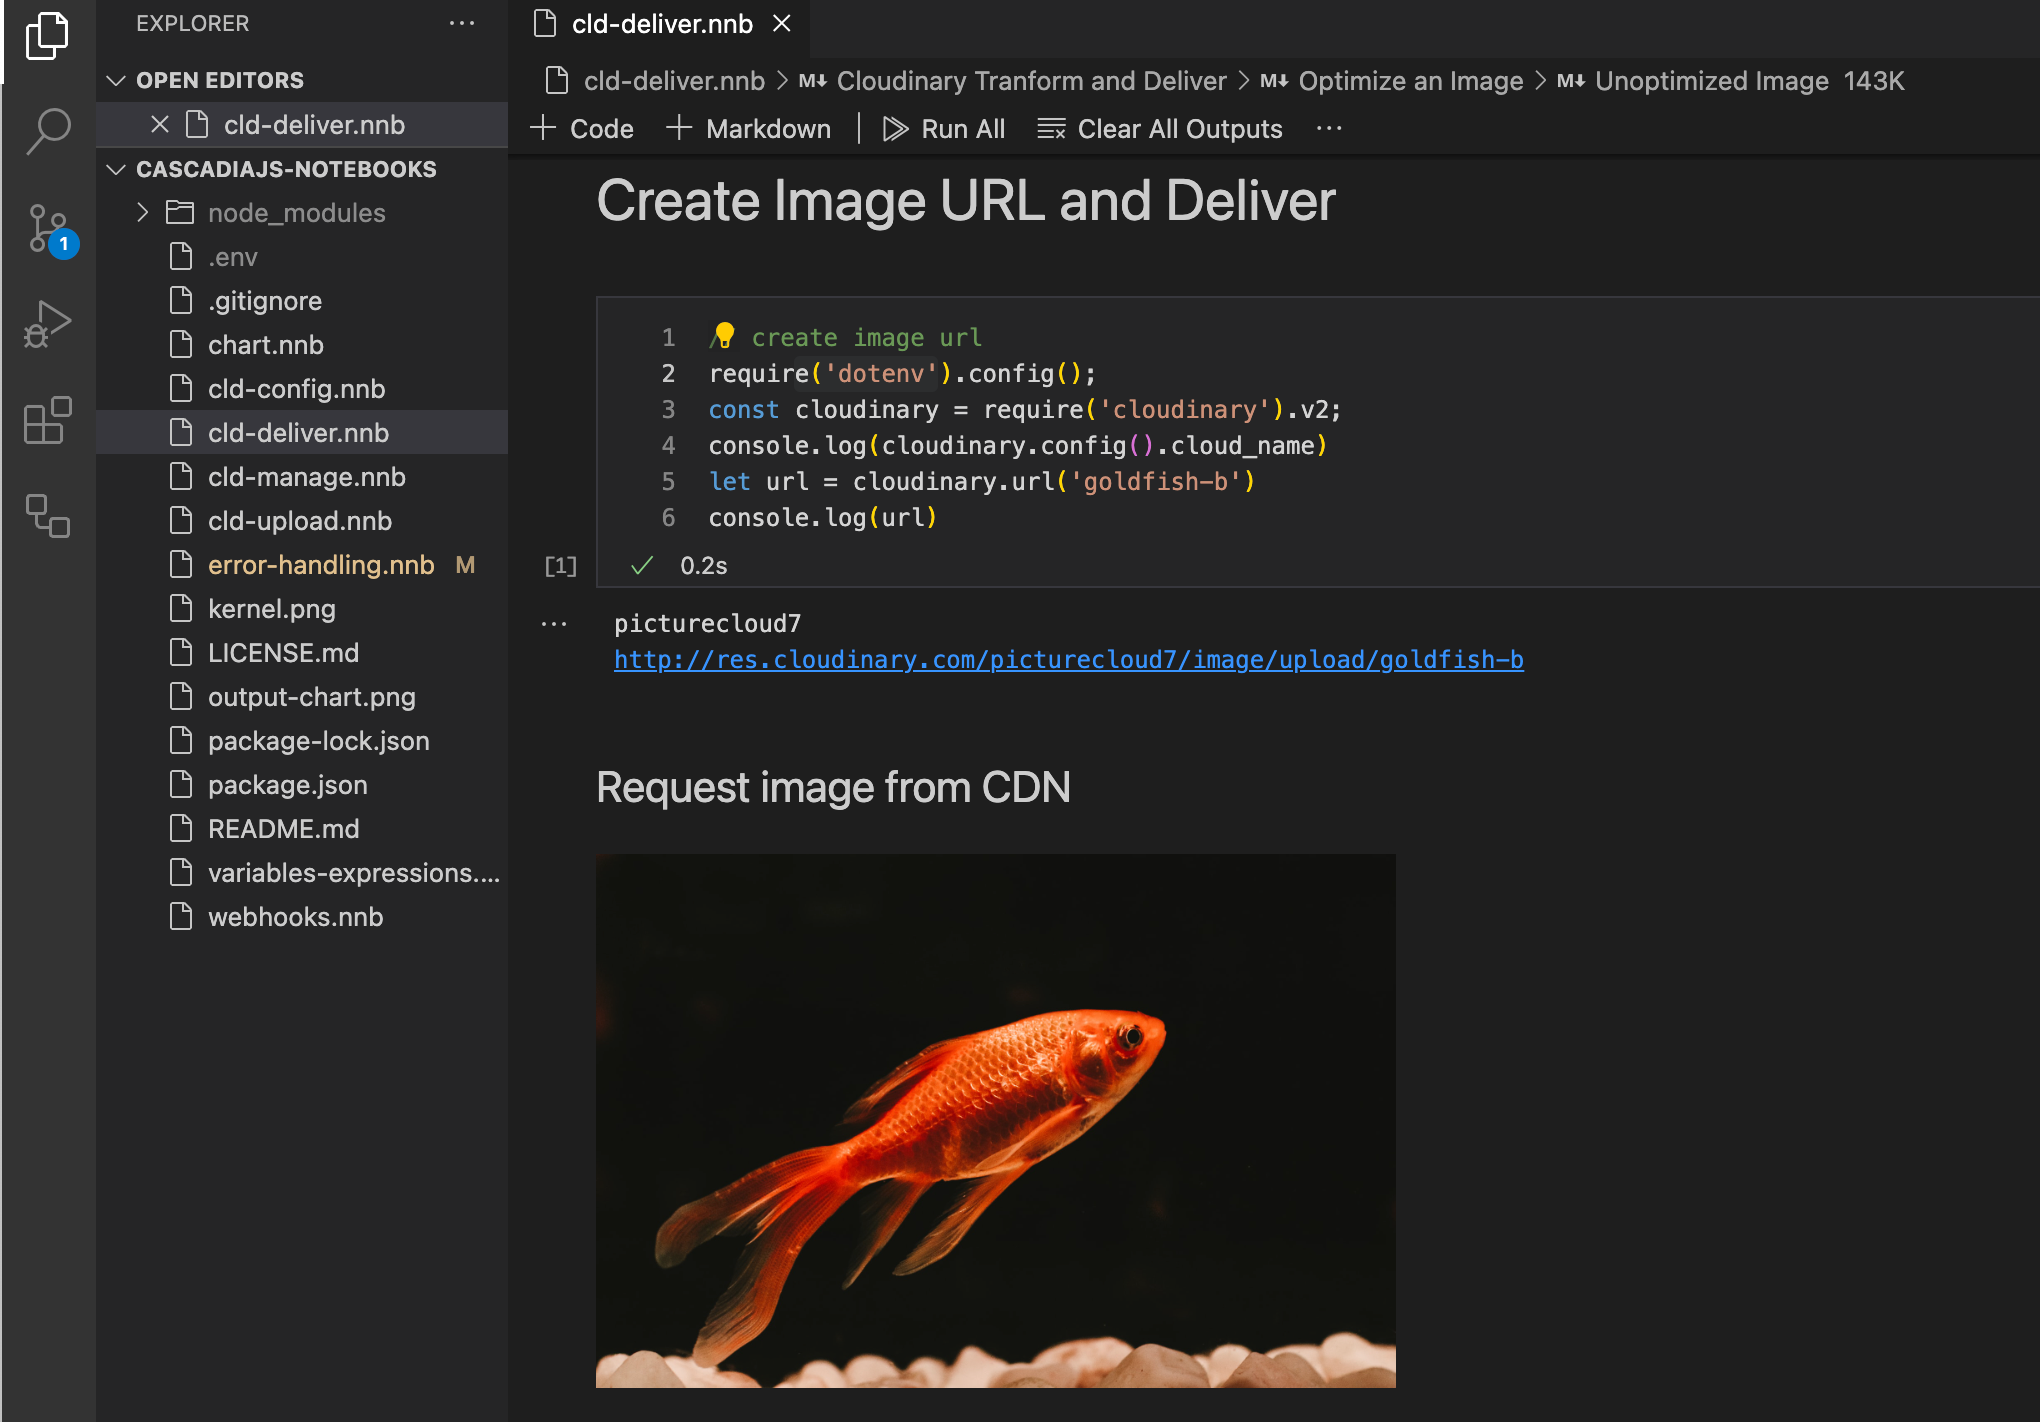 EXPLORER ...
OPEN EDITORS
cld-deliver.nnb
CASCADIAJS-NOTEBOOKS
node_modules
.env
.gitignore
chart.nnb
cld-config.nnb
cld-deliver.nnb
cld-manage.nnb
cld-upload.nnb
error-handling.nnb M
kernel.png
LICENSE.md
output-chart.png
package-lock.json
package.json
README.md
variables-expressions....
webhooks.nnb
1
cld-deliver.nnb
cld-deliver.nnb > M↓ Cloudinary Tranform and Deliver > M↓ Optimize an Image > M↓ Unoptimized Image 143K
+ Code + Markdown | Run All Clear All Outputs ...
Create Image URL and Deliver
1 / create image url
2 require('dotenv').config();
3 const cloudinary = require('cloudinary').v2;
4 console.log(cloudinary.config().cloud_name)
5 let url = cloudinary.url('goldfish-b')
6 console.log(url)
[1] ✓ 0.2s
... picturecloud7
http://res.cloudinary.com/picturecloud7/image/upload/goldfish-b
Request image from CDN